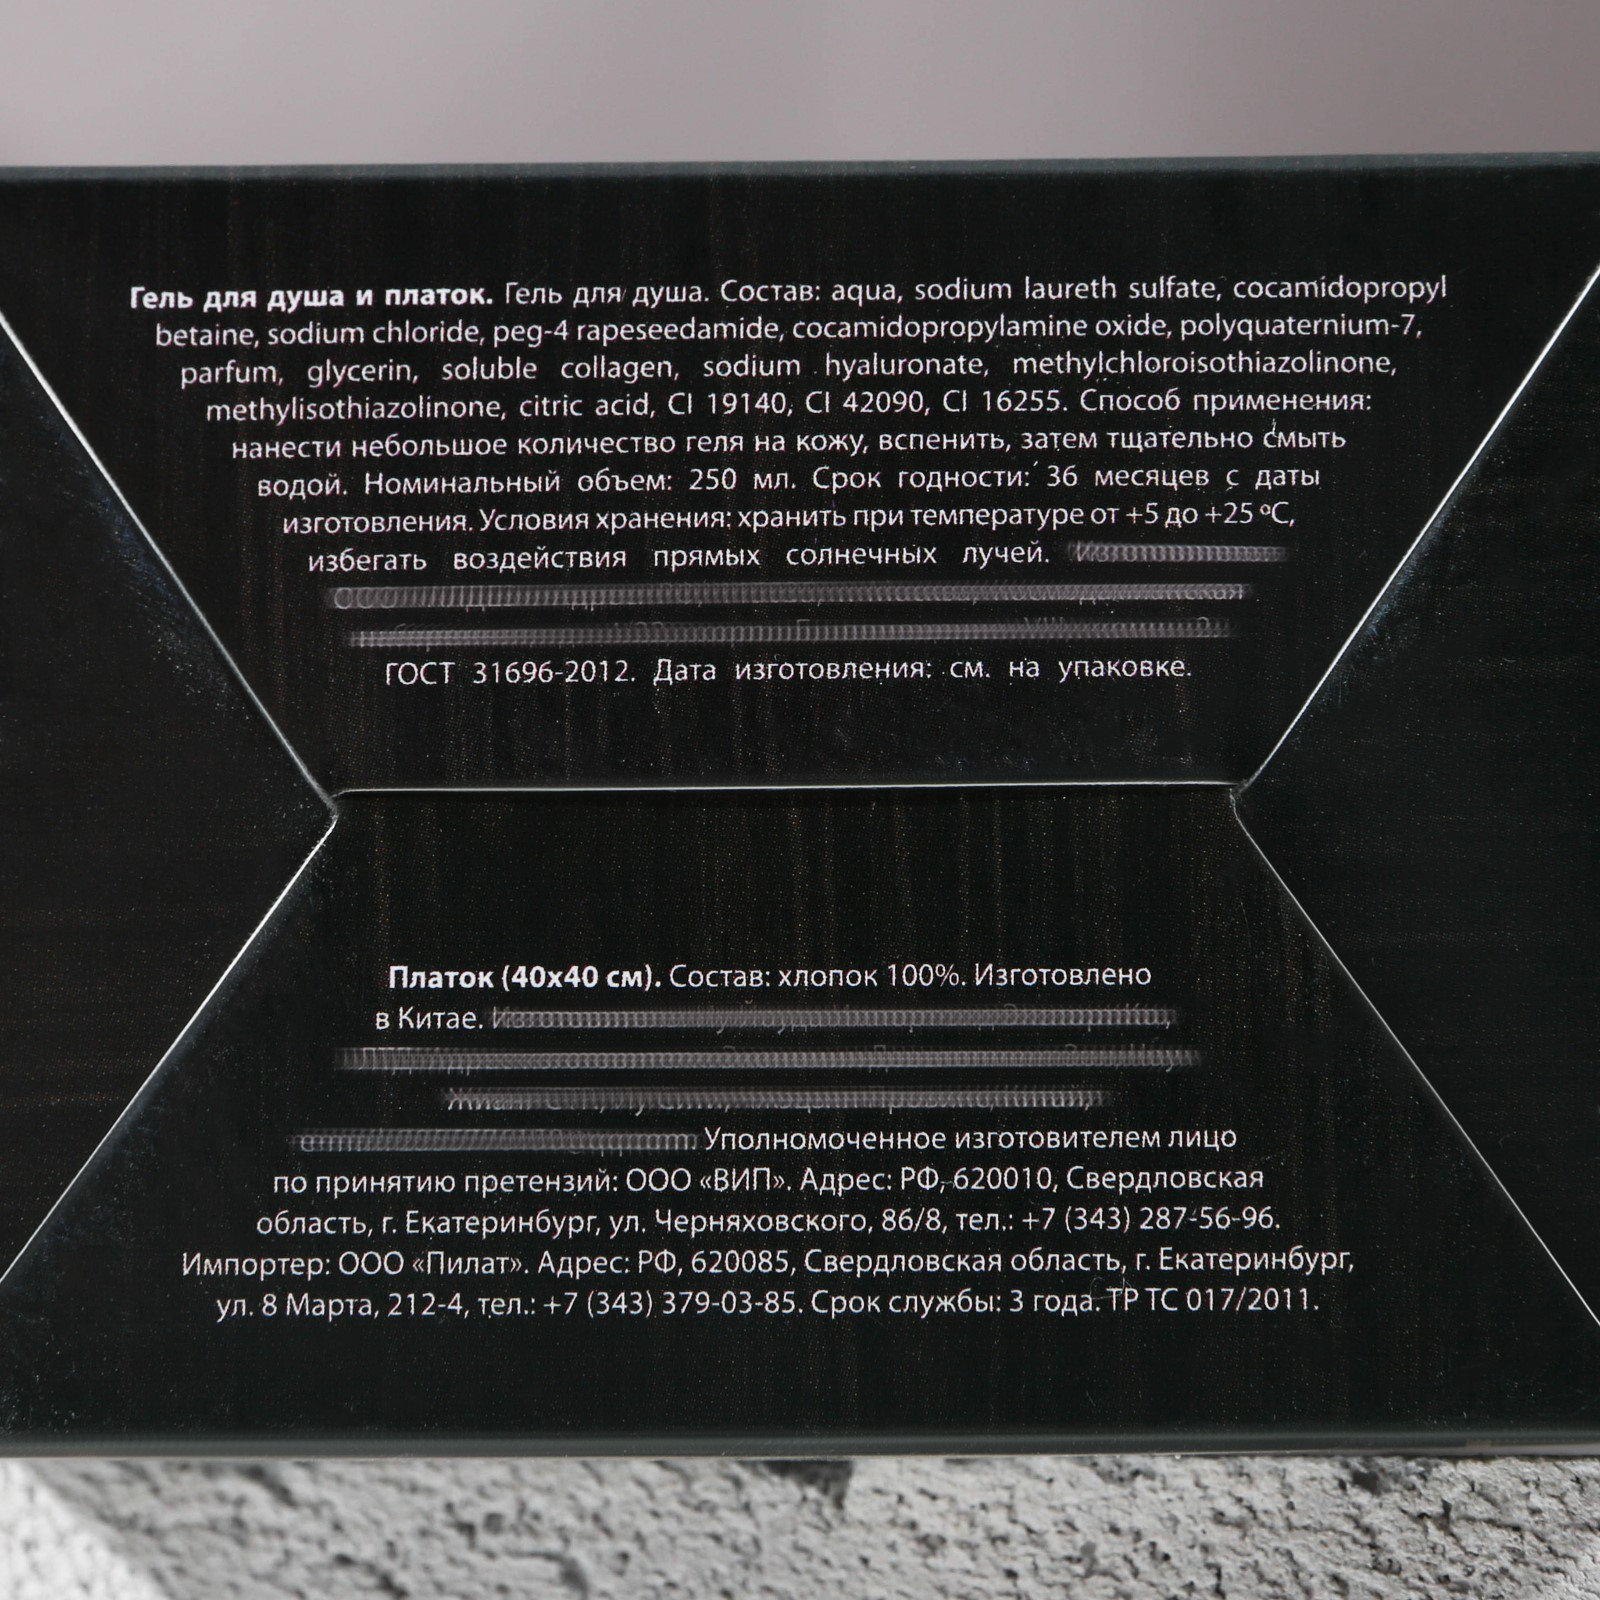 Гель для душа и платок. Гель для душа. Состав: aqua, sodium laureth sulfate, cocamidopropyl
betaine, sodium chloride, peg-4 rapeseedamide, cocamidopropylamine oxide, polyquaternium-7,
parfum, glycerin, soluble collagen, sodium hyaluronate, methylchloroisothiazolinone,
methylisothiazolinone, citric acid, CI 19140, CI 42090, CI 16255. Способ применения:
нанести небольшое количество геля на кожу, вспенить, затем тщательно смыть
водой. Номинальный объем: 250 мл. Срок годности: 36 месяцев с даты
изготовления. Условия хранения: хранить при температуре от +5 до +25 ºС,
избегать воздействия прямых солнечных лучей.
ГОСТ 31696-2012. Дата изготовления: см. на упаковке.
Платок (40x40 см). Состав: хлопок 100%. Изготовлено
в Китае.
Уполномоченное изготовителем лицо
по принятию претензий: ООО «ВИП». Адрес: РФ, 620010, Свердловская
область, г. Екатеринбург, ул. Черняховского, 86/8, тел.: +7 (343) 287-56-96.
Импортер: ООО «Пилат». Адрес: РФ, 620085, Свердловская область, г. Екатеринбург,
ул. 8 Марта, 212-4, тел.: +7 (343) 379-03-85. Срок службы: 3 года. ТР ТС 017/2011.